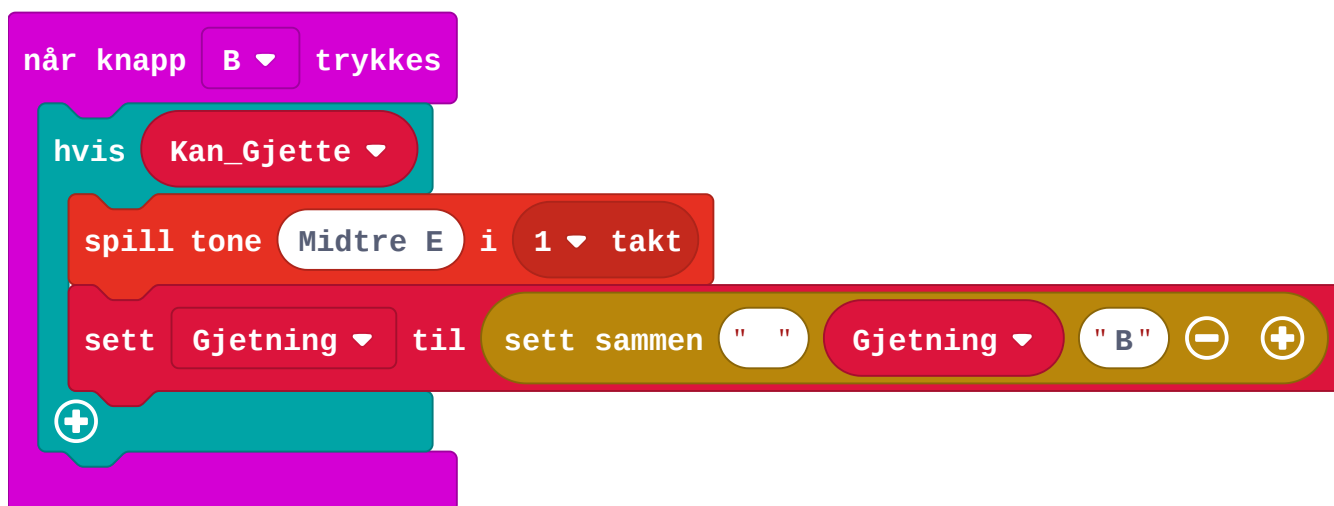 når knapp B trykkes
hvis Kan_Gjette
spill tone Midtre E i 1 takt
sett Gjetning til sett sammen " " Gjetning "B"